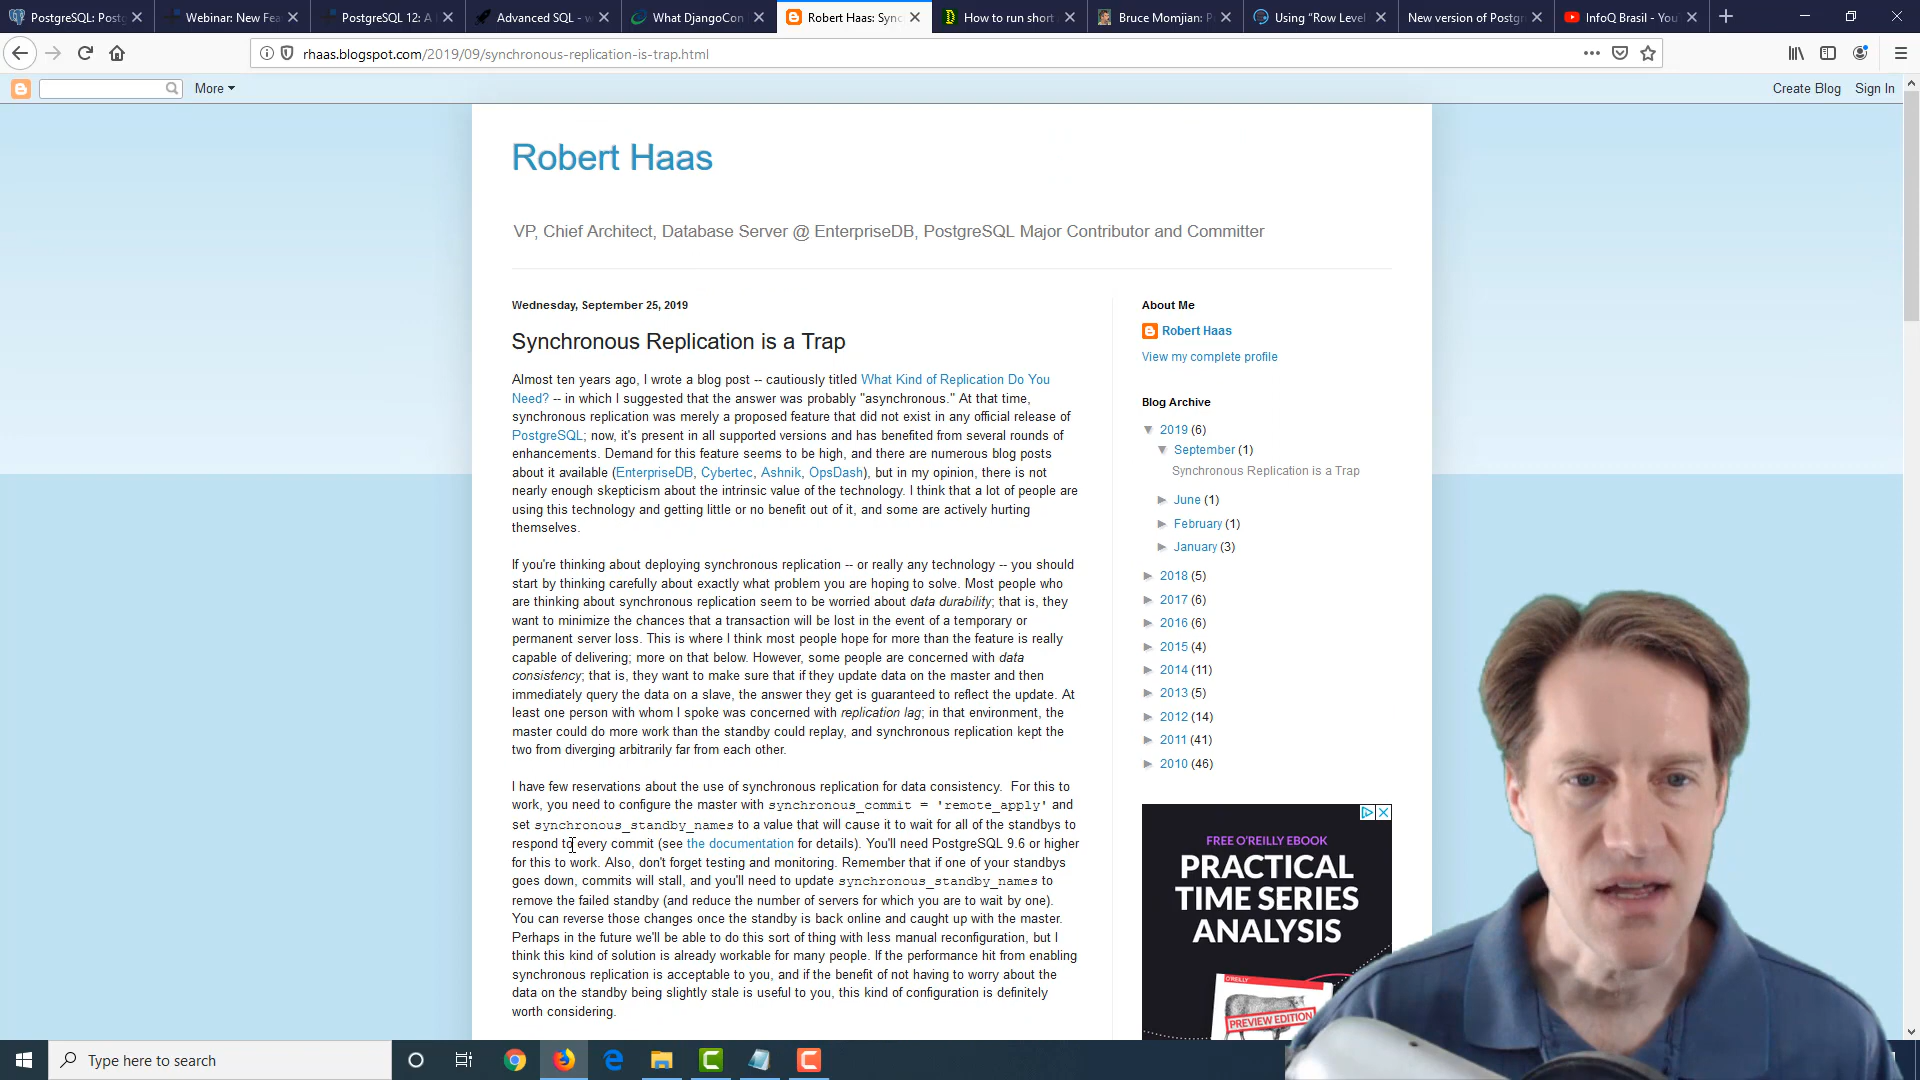 PostgreSQL: Postg
Webinar: New Fea
PostgreSQL 12: A
Advanced SQL - w
What DjangoCon
Robert Haas: Sync
How to run short
Bruce Momjian: P
Using "Row Level
New version of Postgr
InfoQ Brasil - You
rhaas.blogspot.com/2019/09/synchronous-replication-is-trap.html
More
Create Blog
Sign In
Robert Haas
VP, Chief Architect, Database Server @ EnterpriseDB, PostgreSQL Major Contributor and Committer
Wednesday, September 25, 2019
Synchronous Replication is a Trap
Almost ten years ago, I wrote a blog post -- cautiously titled What Kind of Replication Do You
Need? -- in which I suggested that the answer was probably "asynchronous." At that time,
synchronous replication was merely a proposed feature that did not exist in any official release of
PostgreSQL; now, it's present in all supported versions and has benefited from several rounds of
enhancements. Demand for this feature seems to be high, and there are numerous blog posts
about it available (EnterpriseDB, Cybertec, Ashnik, OpsDash), but in my opinion, there is not
nearly enough skepticism about the intrinsic value of the technology. I think that a lot of people are
using this technology and getting little or no benefit out of it, and some are actively hurting
themselves.
If you're thinking about deploying synchronous replication -- or really any technology -- you should
start by thinking carefully about exactly what problem you are hoping to solve. Most people who
are thinking about synchronous replication seem to be worried about data durability; that is, they
want to minimize the chances that a transaction will be lost in the event of a temporary or
permanent server loss. This is where I think most people hope for more than the feature is really
capable of delivering; more on that below. However, some people are concerned with data
consistency; that is, they want to make sure that if they update data on the master and then
immediately query the data on a slave, the answer they get is guaranteed to reflect the update. At
least one person with whom I spoke was concerned with replication lag; in that environment, the
master could do more work than the standby could replay, and synchronous replication kept the
two from diverging arbitrarily far from each other.
I have few reservations about the use of synchronous replication for data consistency. For this to
work, you need to configure the master with synchronous_commit = 'remote_apply' and
set synchronous_standby_names to a value that will cause it to wait for all of the standbys to
respond to every commit (see the documentation for details). You'll need PostgreSQL 9.6 or higher
for this to work. Also, don't forget testing and monitoring. Remember that if one of your standbys
goes down, commits will stall, and you'll need to update synchronous_standby_names to
remove the failed standby (and reduce the number of servers for which you are to wait by one).
You can reverse those changes once the standby is back online and caught up with the master.
Perhaps in the future we'll be able to do this sort of thing with less manual reconfiguration, but I
think this kind of solution is already workable for many people. If the performance hit from enabling
synchronous replication is acceptable to you, and if the benefit of not having to worry about the
data on the standby being slightly stale is useful to you, this kind of configuration is definitely
worth considering.
About Me
Robert Haas
View my complete profile
Blog Archive
2019 (6)
September (1)
Synchronous Replication is a Trap
June (1)
February (1)
January (3)
2018 (5)
2017 (6)
2016 (6)
2015 (4)
2014 (11)
2013 (5)
2012 (14)
2011 (41)
2010 (46)
FREE O'REILLY EBOOK
PRACTICAL
TIME SERIES
ANALYSIS
O'REILLY
PREVIEW EDITION
Type here to search